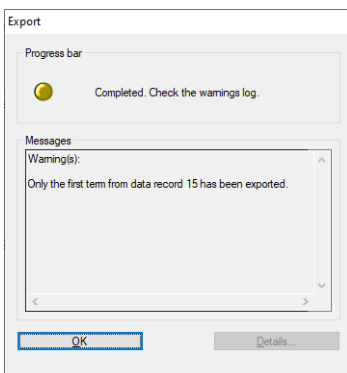 Export
Progress bar
Completed. Check the warnings log.
Messages
Warning(s):
Only the first term from data record 15 has been exported.
OK
Details...